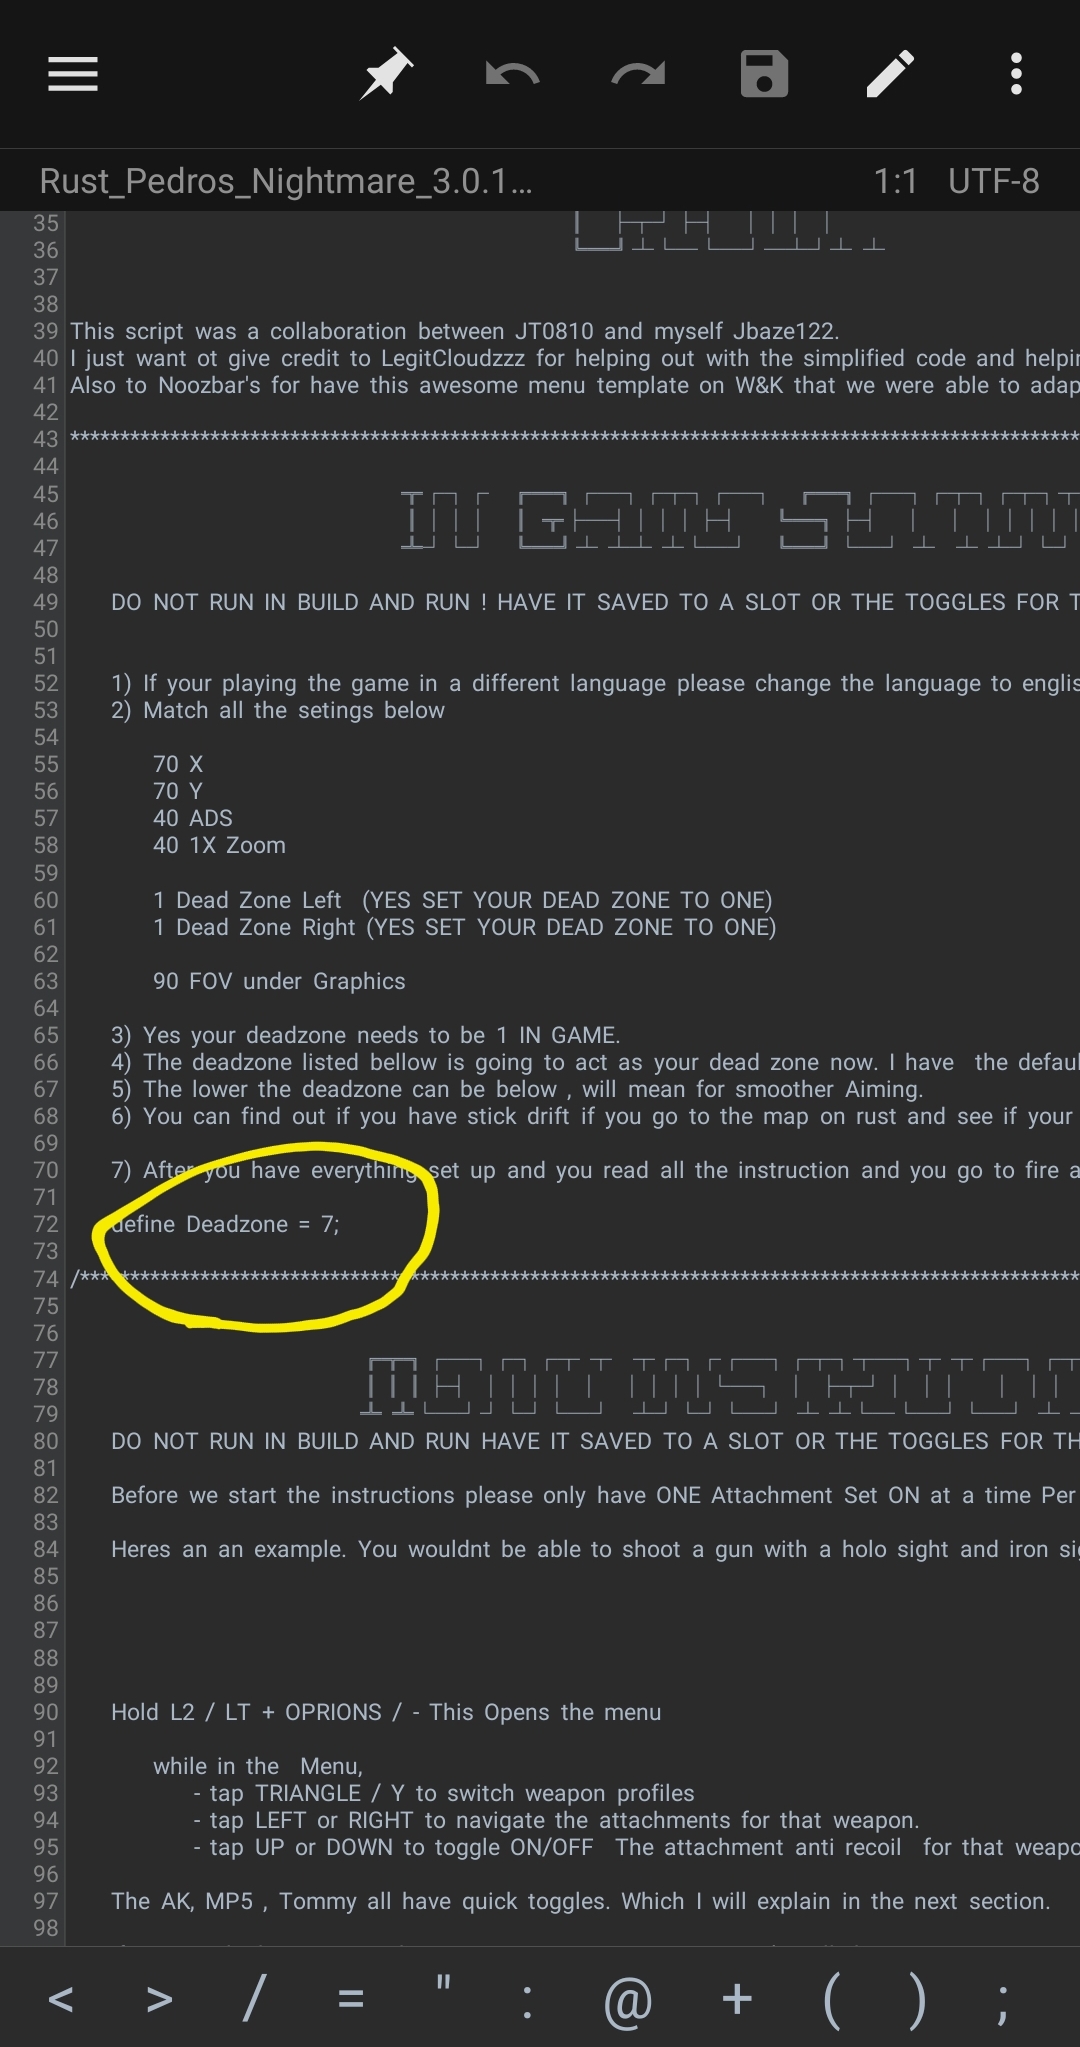 Rust_Pedros_Nightmare_3.0.1… 1:1 UTF-8
35
36
37
38
39 This script was a collaboration between JT0810 and myself Jbaze122.
40 I just want ot give credit to LegitCloudzzz for helping out with the simplified code and helpin
41 Also to Noozbar's for have this awesome menu template on W&K that we were able to adap
42
43 ****************************************************************************************************
44
45
46
47
48
49 DO NOT RUN IN BUILD AND RUN ! HAVE IT SAVED TO A SLOT OR THE TOGGLES FOR T
50
51
52 1) If your playing the game in a different language please change the language to englis
53 2) Match all the setings below
54
55 70 X
56 70 Y
57 40 ADS
58 40 1X Zoom
59
60 1 Dead Zone Left (YES SET YOUR DEAD ZONE TO ONE)
61 1 Dead Zone Right (YES SET YOUR DEAD ZONE TO ONE)
62
63 90 FOV under Graphics
64
65 3) Yes your deadzone needs to be 1 IN GAME.
66 4) The deadzone listed bellow is going to act as your dead zone now. I have the defaul
67 5) The lower the deadzone can be below , will mean for smoother Aiming.
68 6) You can find out if you have stick drift if you go to the map on rust and see if your
69
70 7) After you have everything set up and you read all the instruction and you go to fire a
71
72 define Deadzone = 7;
73
74 /***************************************************************************************************
75
76
77
78
79
80 DO NOT RUN IN BUILD AND RUN HAVE IT SAVED TO A SLOT OR THE TOGGLES FOR TH
81
82 Before we start the instructions please only have ONE Attachment Set ON at a time Per
83
84 Heres an an example. You wouldnt be able to shoot a gun with a holo sight and iron sig
85
86
87
88
89
90 Hold L2 / LT + OPRIONS / - This Opens the menu
91
92 while in the Menu,
93 - tap TRIANGLE / Y to switch weapon profiles
94 - tap LEFT or RIGHT to navigate the attachments for that weapon.
95 - tap UP or DOWN to toggle ON/OFF The attachment anti recoil for that weapo
96
97 The AK, MP5 , Tommy all have quick toggles. Which I will explain in the next section.
98
< > / = " : @ + ( ) ;